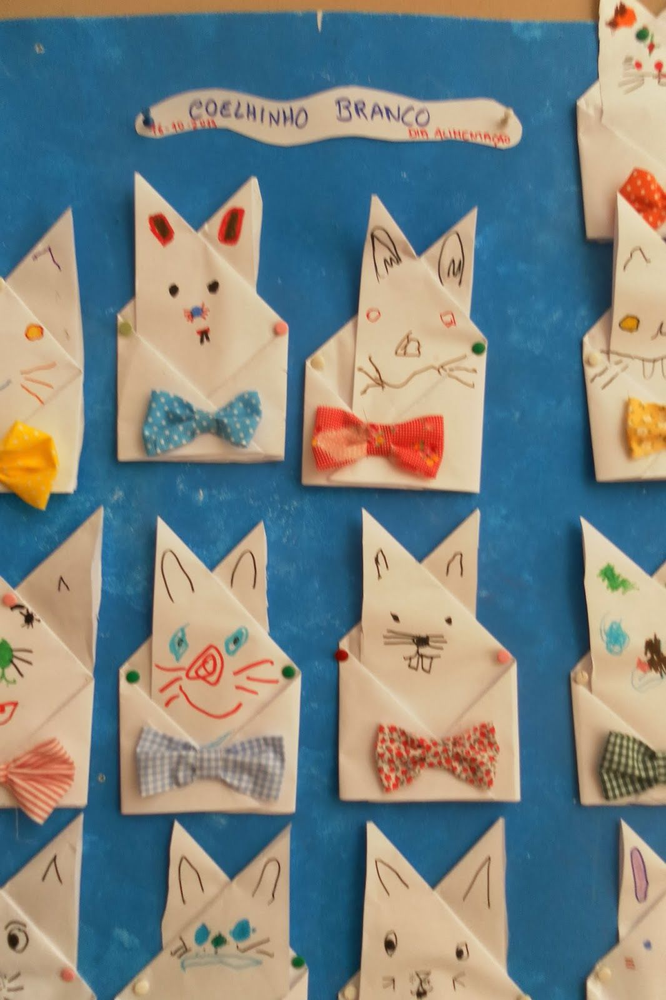 COELHINHO BRANCO
16-10-2013
DIA ALIMENTAÇÃO